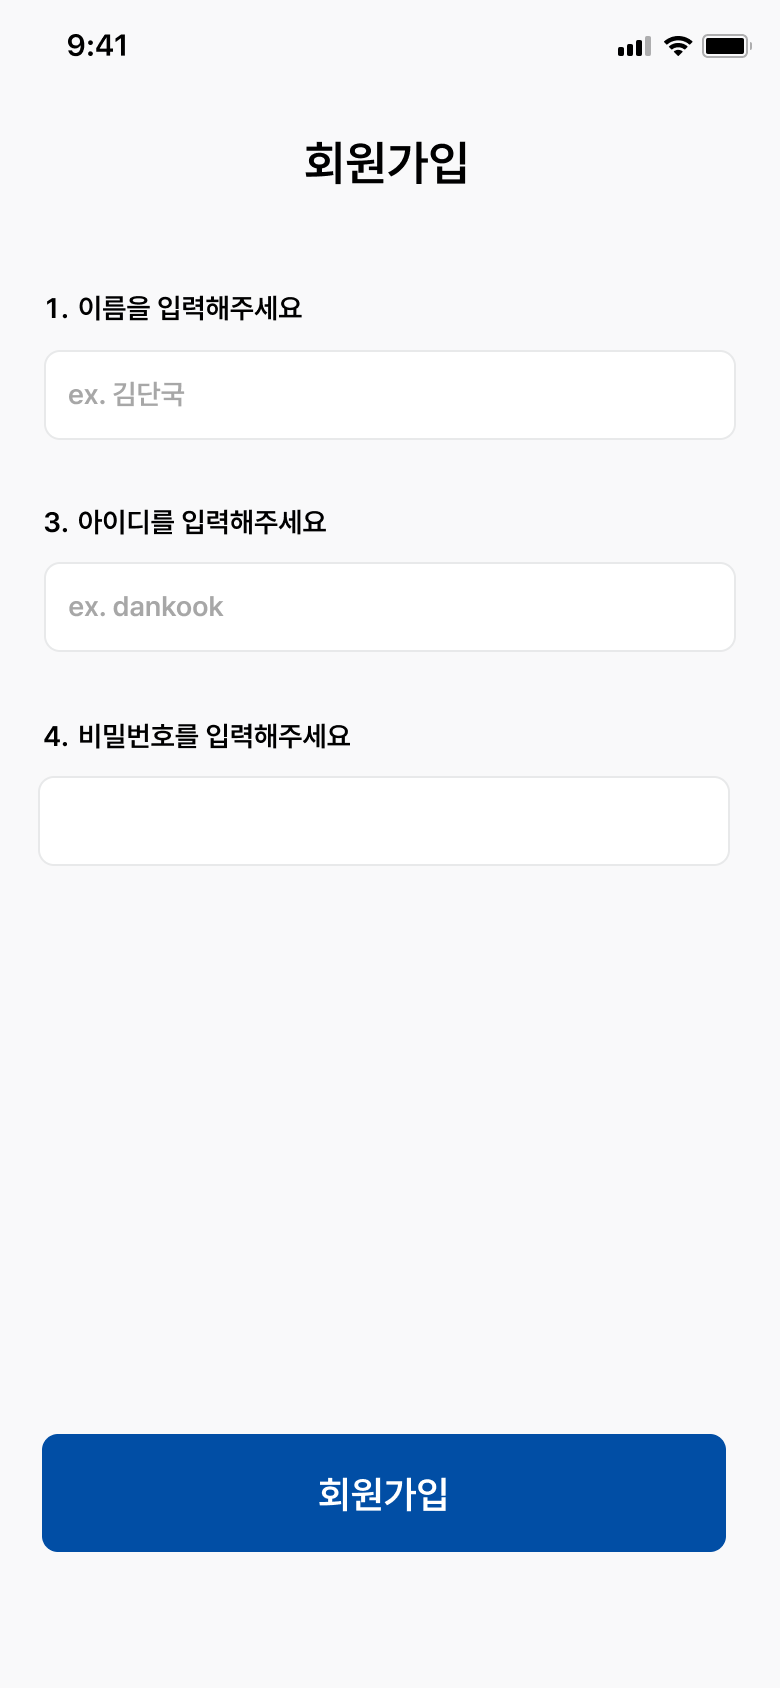 9:41
회원가입
1. 이름을 입력해주세요
ex. 김단국
3. 아이디를 입력해주세요
ex. dankook
4. 비밀번호를 입력해주세요
회원가입